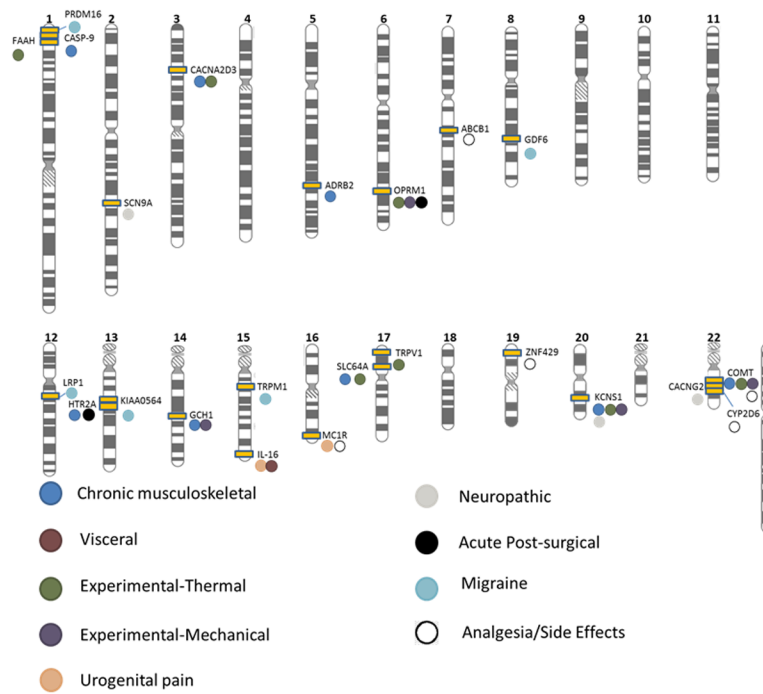 1 2 3 4 5 6 7 8 9 10 11
PRDM16
FAAH CASP-9
CACNA2D3
ABCB1
GDF6
ADRB2
OPRM1
SCN9A
12 13 14 15 16 17 18 19 20 21 22
TRPV1
ZNF429
SLC64A
COMT
LRP1
TRPM1
CACNG2
HTR2A
KIAA0564
KCNS1
GCH1
CYP2D6
MC1R
IL-16
Chronic musculoskeletal
Visceral
Experimental-Thermal
Experimental-Mechanical
Urogenital pain
Neuropathic
Acute Post-surgical
Migraine
Analgesia/Side Effects